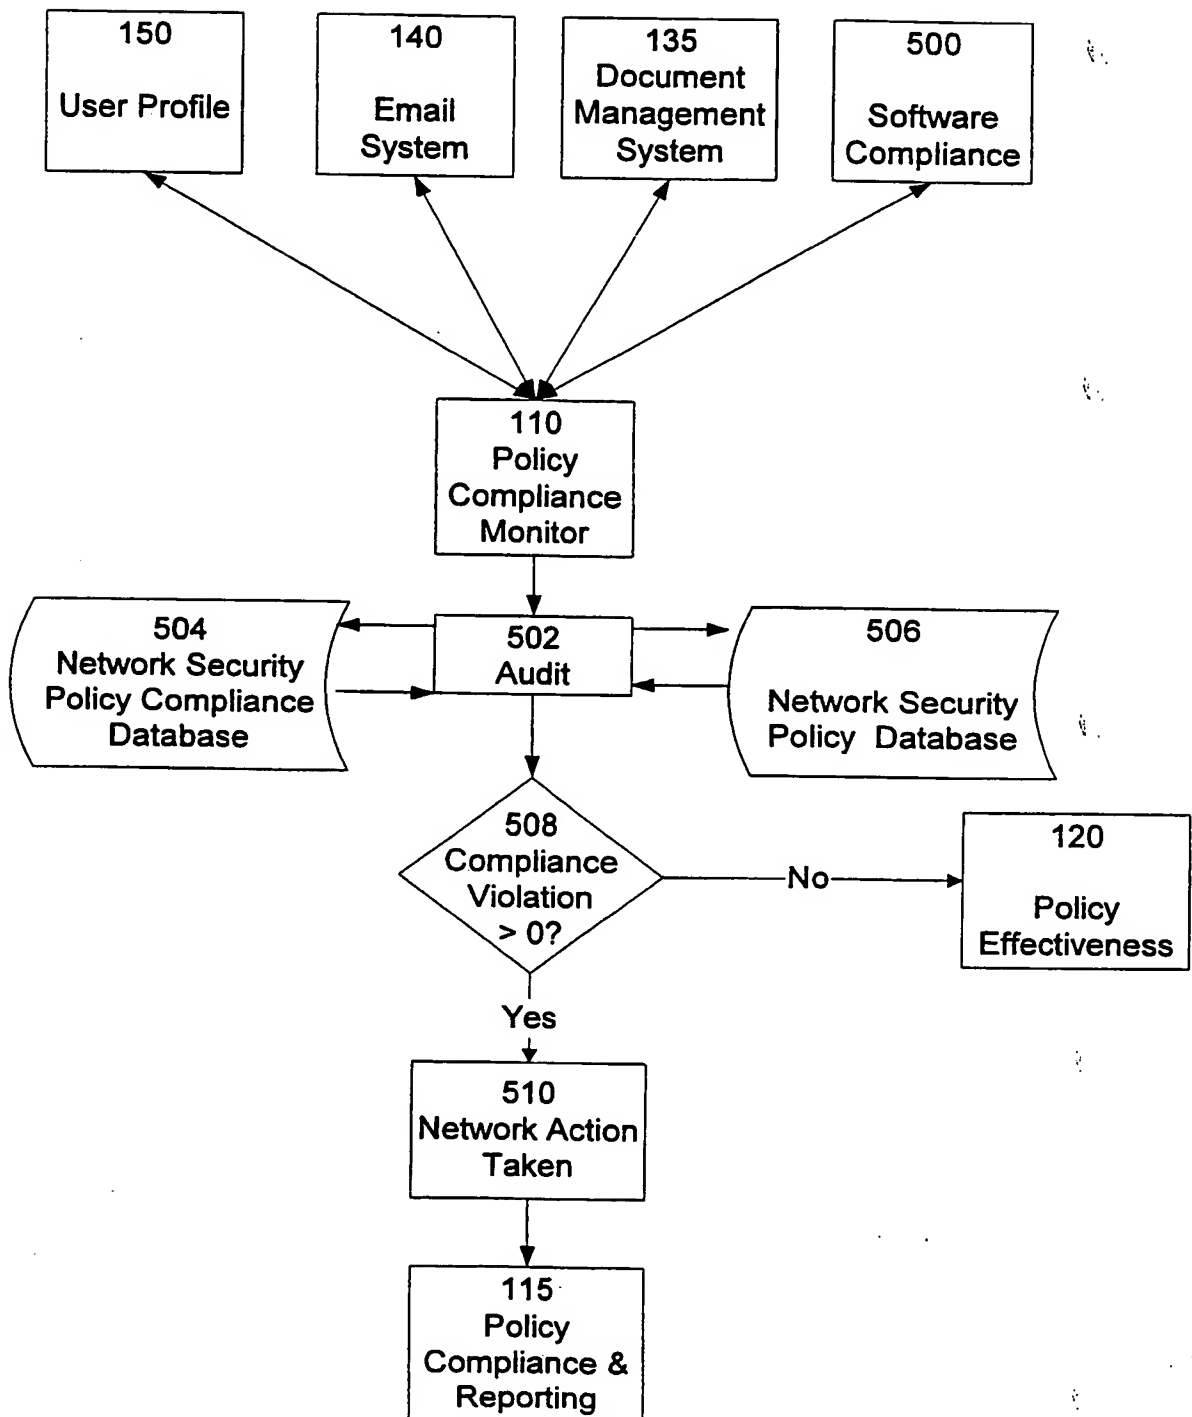 150
User Profile
140
Email
System
135
Document
Management
System
500
Software
Compliance
110
Policy
Compliance
Monitor
504
Network Security
Policy Compliance
Database
502
Audit
506
Network Security
Policy Database
508
Compliance
Violation
> 0?
No
120
Policy
Effectiveness
Yes
510
Network Action
Taken
115
Policy
Compliance &
Reporting